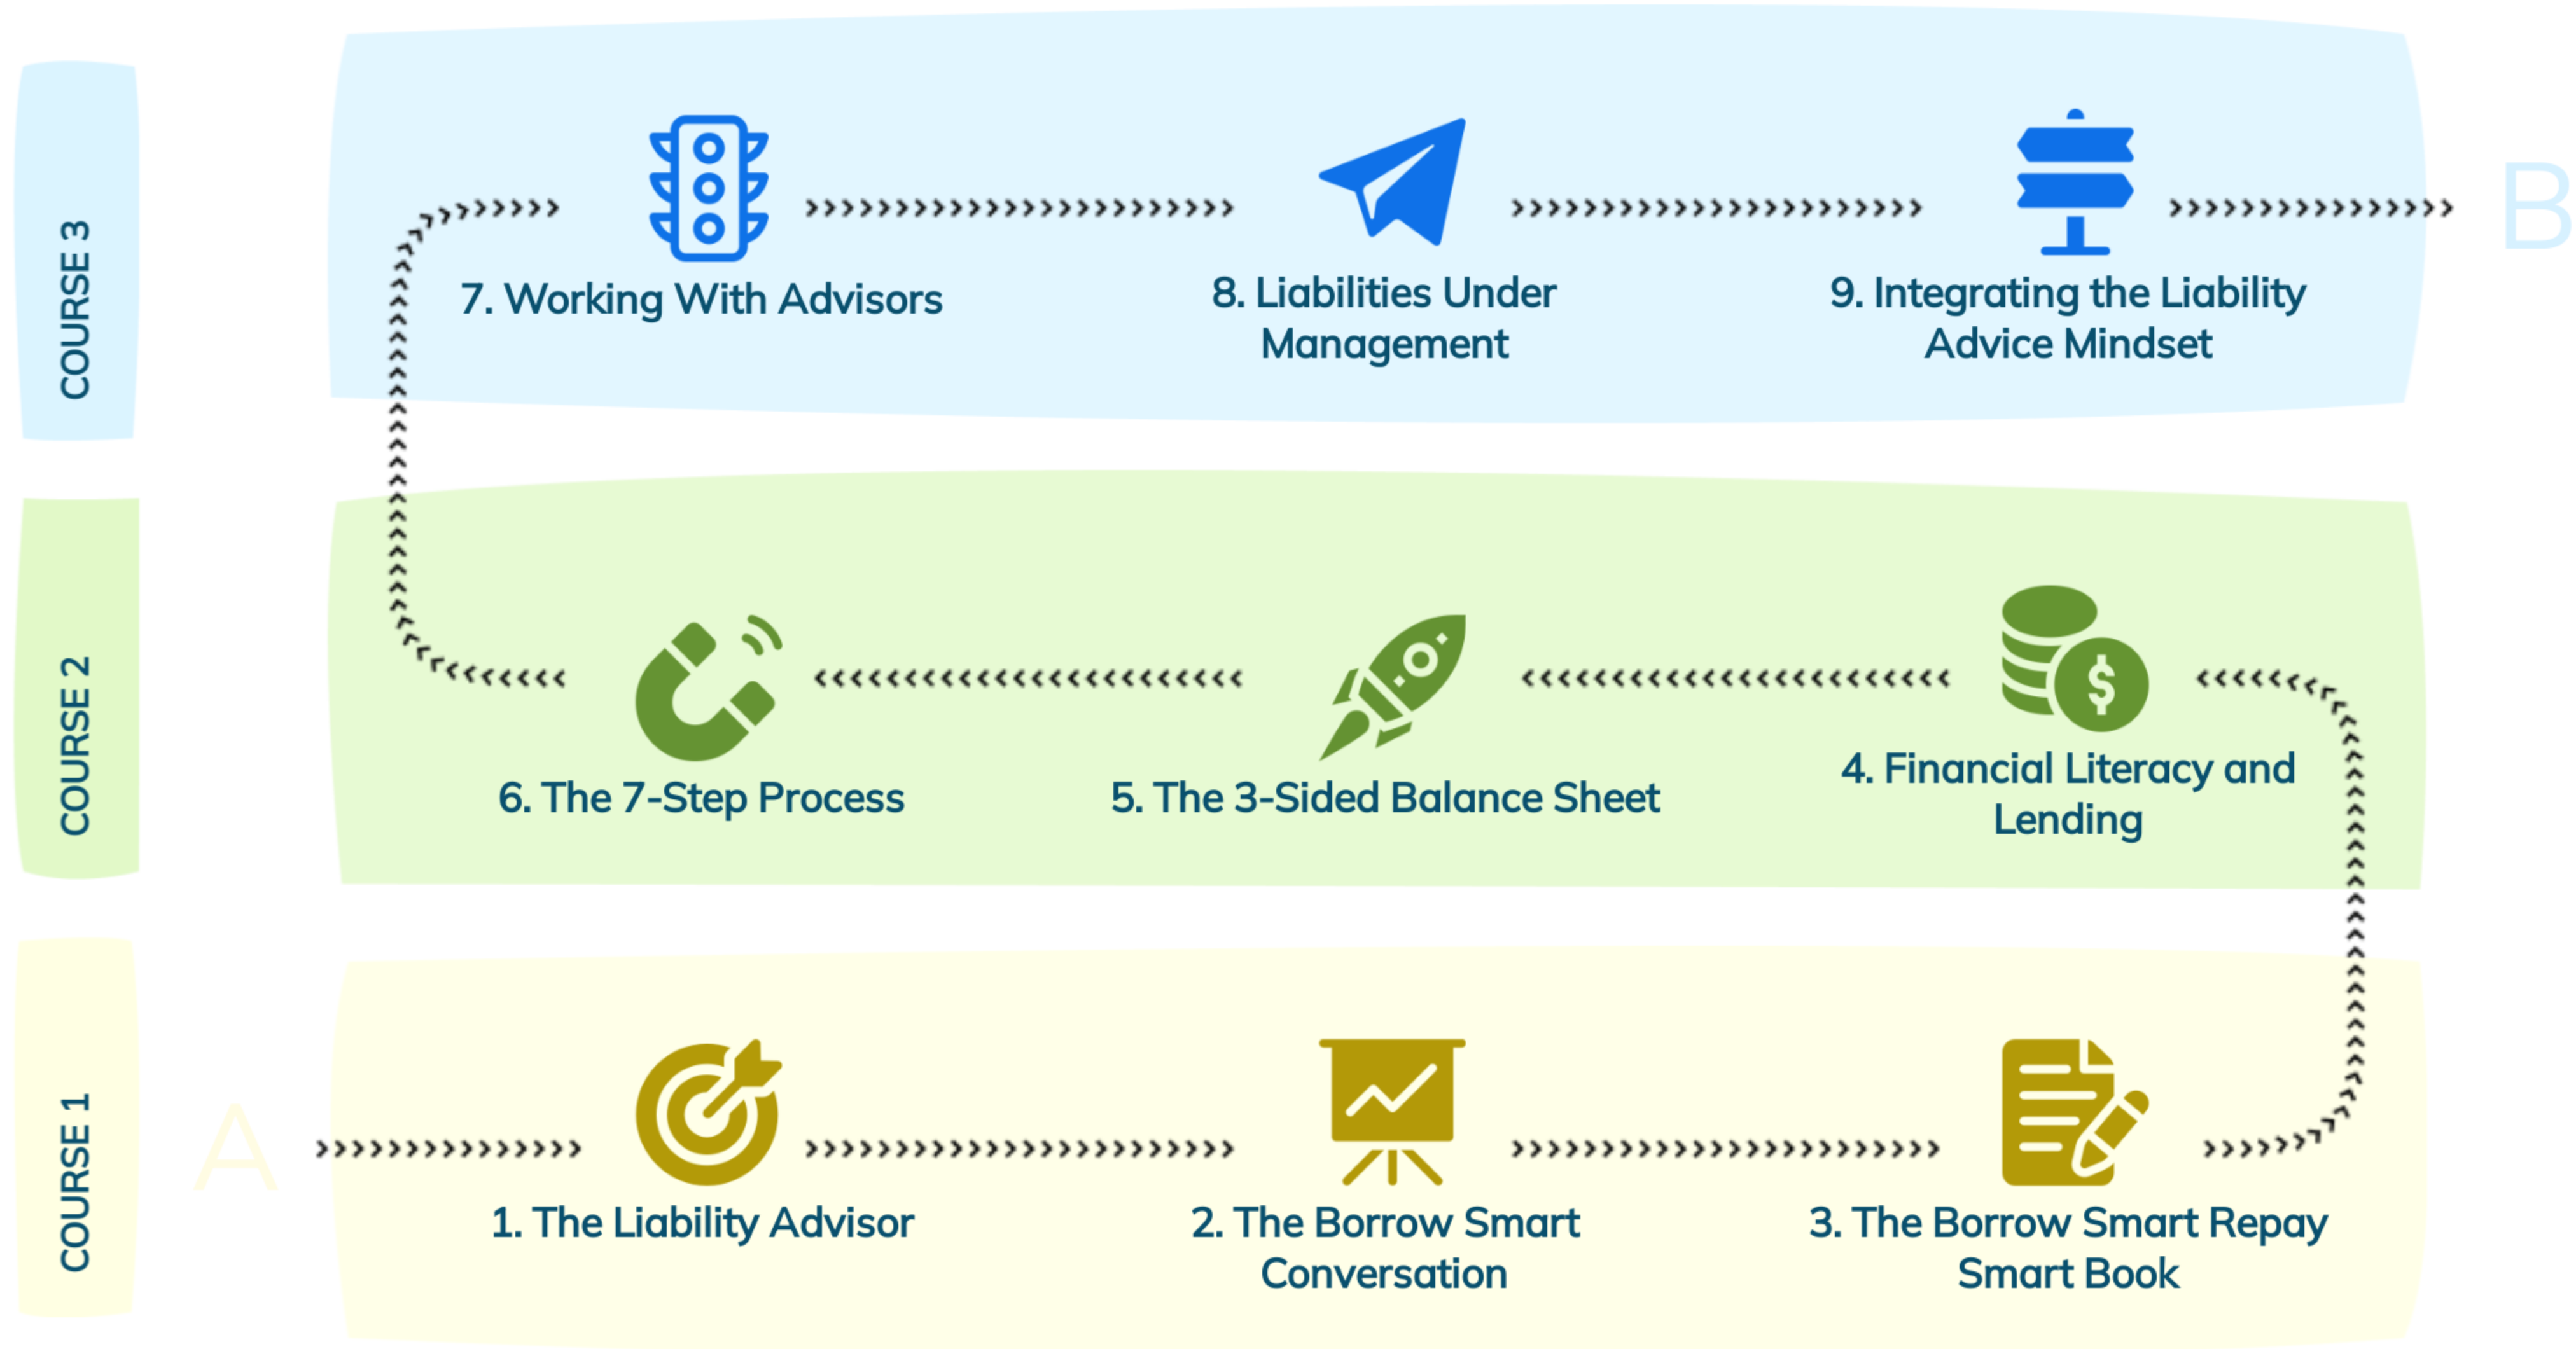 COURSE 3
7. Working With Advisors
8. Liabilities Under
Management
9. Integrating the Liability
Advice Mindset
B
COURSE 2
6. The 7-Step Process
5. The 3-Sided Balance Sheet
4. Financial Literacy and
Lending
$
COURSE 1
A
1. The Liability Advisor
2. The Borrow Smart
Conversation
3. The Borrow Smart Repay
Smart Book